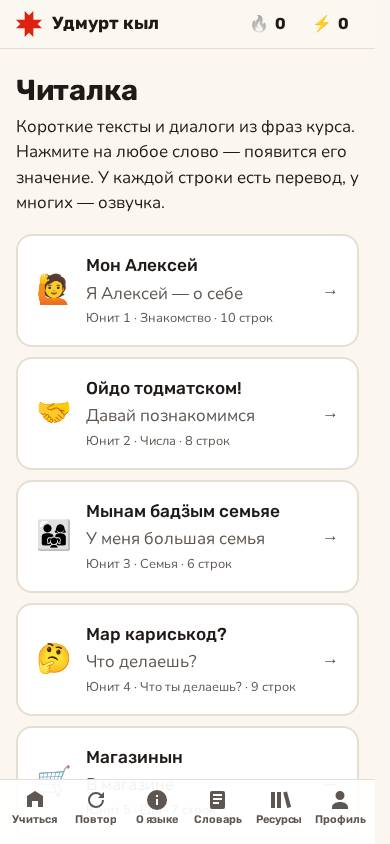 Удмурт кыл
0
0
Читалка
Короткие тексты и диалоги из фраз курса.
Нажмите на любое слово — появится его
значение. У каждой строки есть перевод, у
многих — озвучка.
Мон Алексей
Я Алексей — о себе
→
Юнит 1 · Знакомство · 10 строк
Ойдо тодматском!
Давай познакомимся
→
Юнит 2 · Числа · 8 строк
Мынам бадӟым семьяе
У меня большая семья
→
Юнит 3 · Семья · 6 строк
Мар кариськод?
Что делаешь?
→
Юнит 4 · Что ты делаешь? · 9 строк
Магазинын
В магазине
Учиться
Повтор
О языке
Словарь
Ресурсы
Профиль